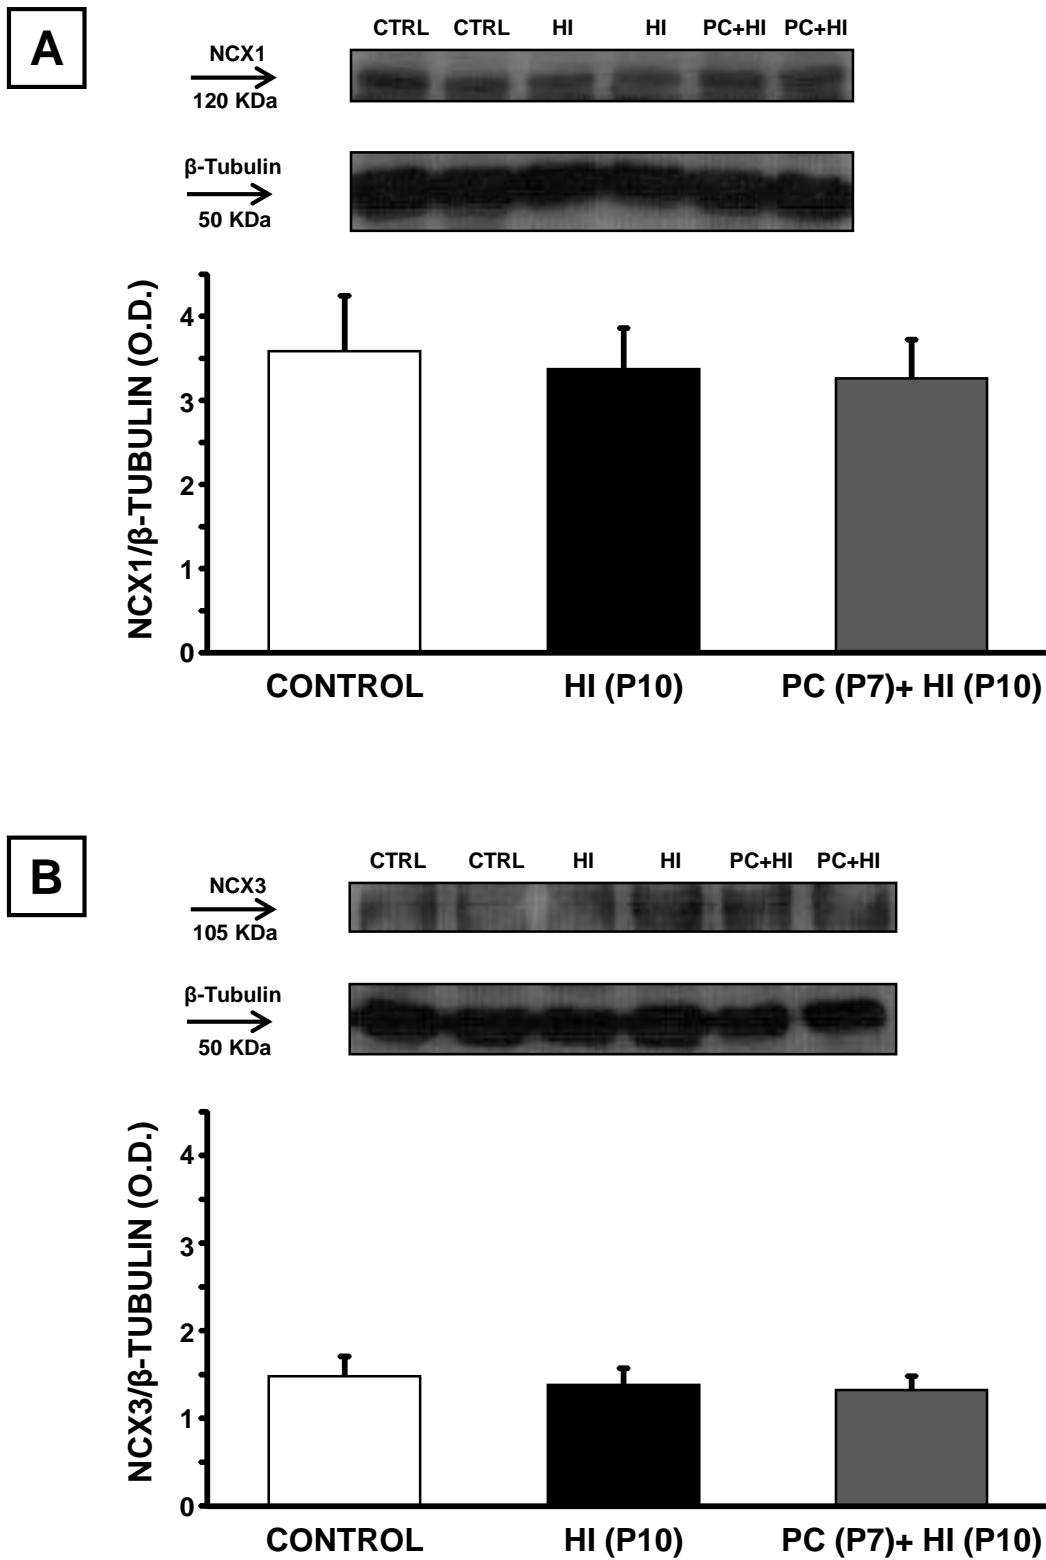 A
CTRL CTRL HI HI PC+HI PC+HI
NCX1
120 KDa
β-Tubulin
50 KDa
NCX1/β-TUBULIN (O.D.)
4
3
2
1
0
CONTROL HI (P10) PC (P7)+ HI (P10)
B
CTRL CTRL HI HI PC+HI PC+HI
NCX3
105 KDa
β-Tubulin
50 KDa
NCX3/β-TUBULIN (O.D.)
4
3
2
1
0
CONTROL HI (P10) PC (P7)+ HI (P10)